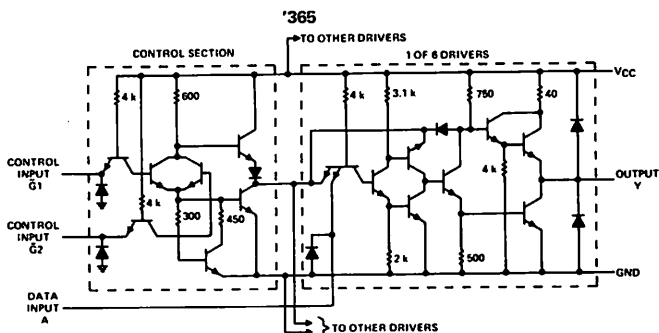 '365
TO OTHER DRIVERS
CONTROL SECTION
1 OF 6 DRIVERS
VCC
4 k
600
4 k
3.1 k
750
40
CONTROL
INPUT
G̅1
4 k
OUTPUT
Y
4 k
300
450
CONTROL
INPUT
G̅2
2 k
500
GND
DATA
INPUT
A
TO OTHER DRIVERS